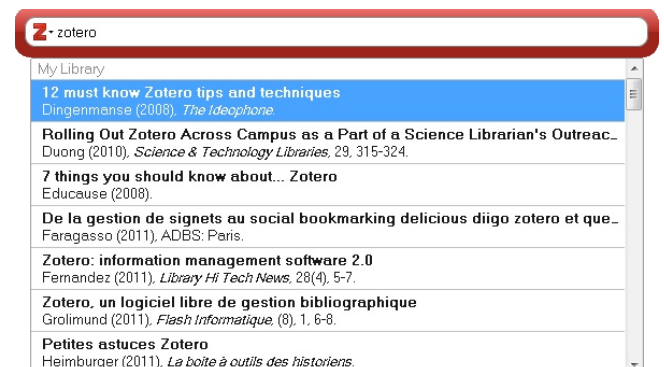 Z zotero
My Library
12 must know Zotero tips and techniques
Dingenmanse (2008), The Ideophone.
Rolling Out Zotero Across Campus as a Part of a Science Librarian's Outreac...
Duong (2010), Science & Technology Libraries, 29, 315-324.
7 things you should know about... Zotero
Educause (2008).
De la gestion de signets au social bookmarking delicious diigo zotero et que...
Faragasso (2011), ADBS: Paris.
Zotero: information management software 2.0
Fernandez (2011), Library Hi Tech News, 28(4), 5-7.
Zotero, un logiciel libre de gestion bibliographique
Grolimund (2011), Flash Informatique, (8), 1, 6-8.
Petites astuces Zotero
Heimburger (2011), La boite à outils des historiens.